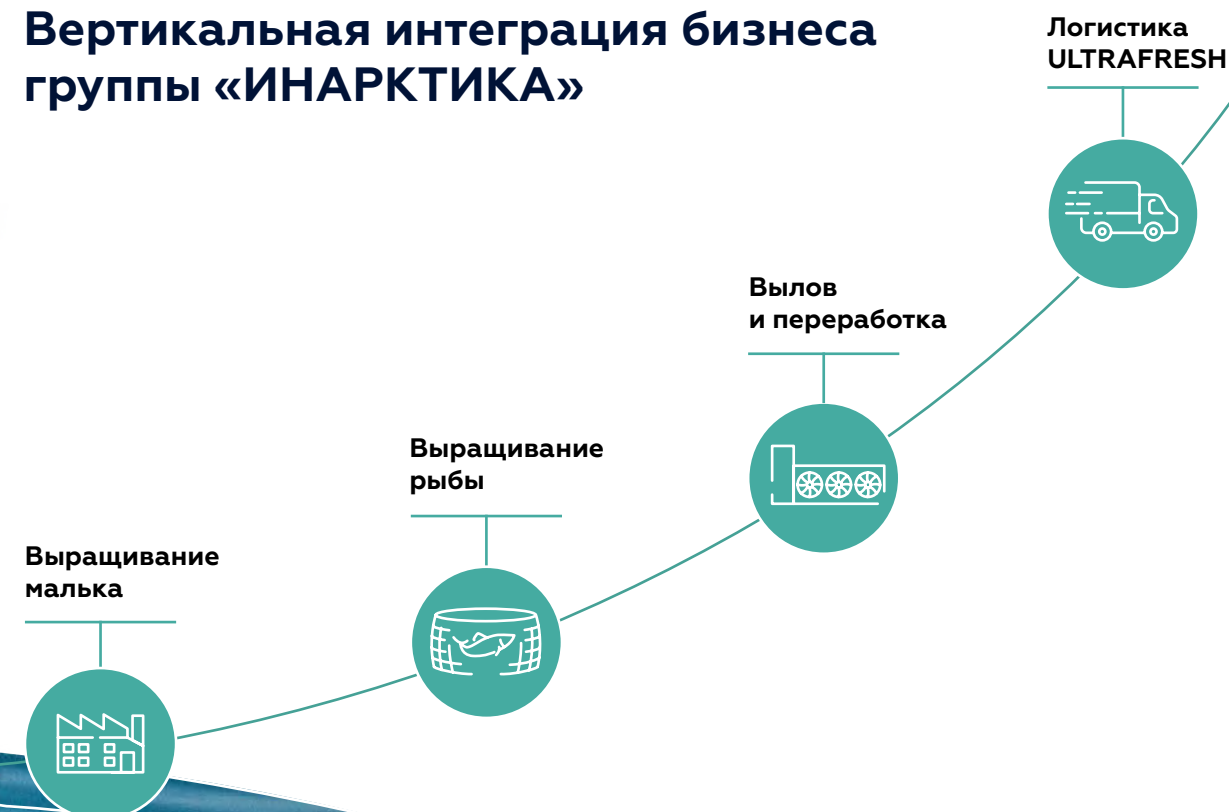 Вертикальная интеграция бизнеса
группы «ИНАРКТИКА»
Логистика
ULTRAFRESH
Вылов
и переработка
Выращивание
рыбы
Выращивание
малька